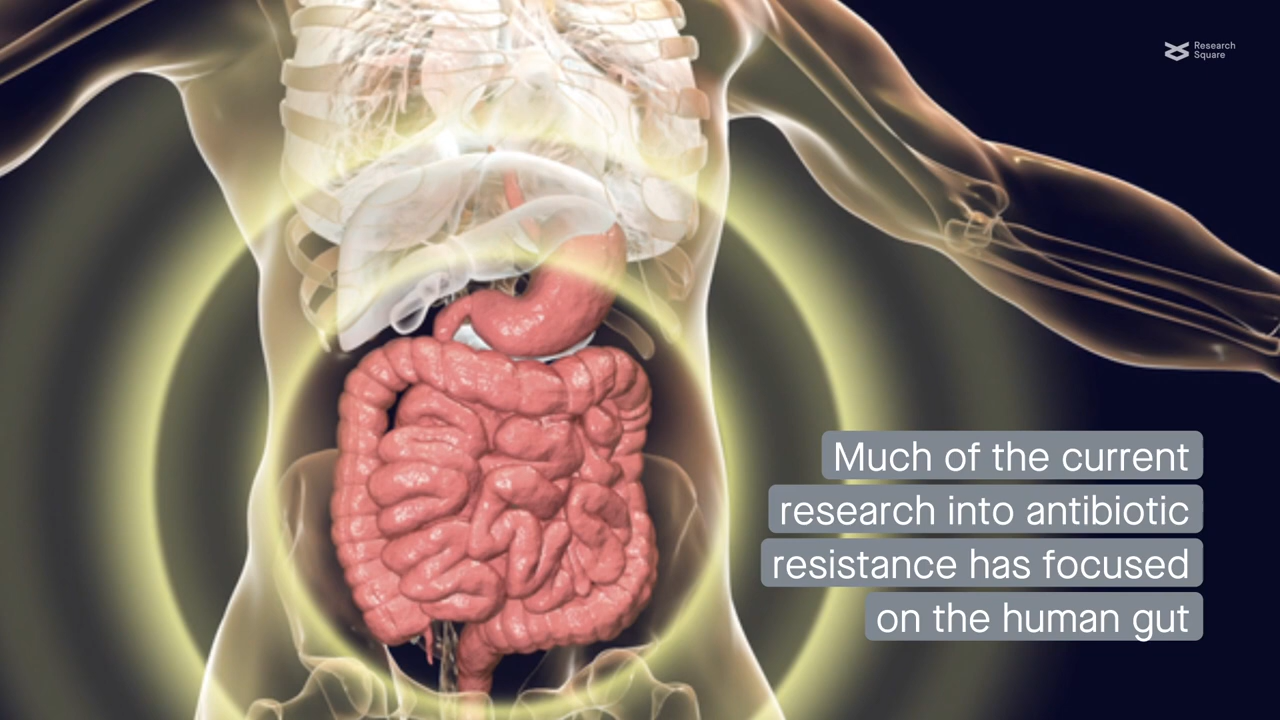 Research
Square
Much of the current
research into antibiotic
resistance has focused
on the human gut